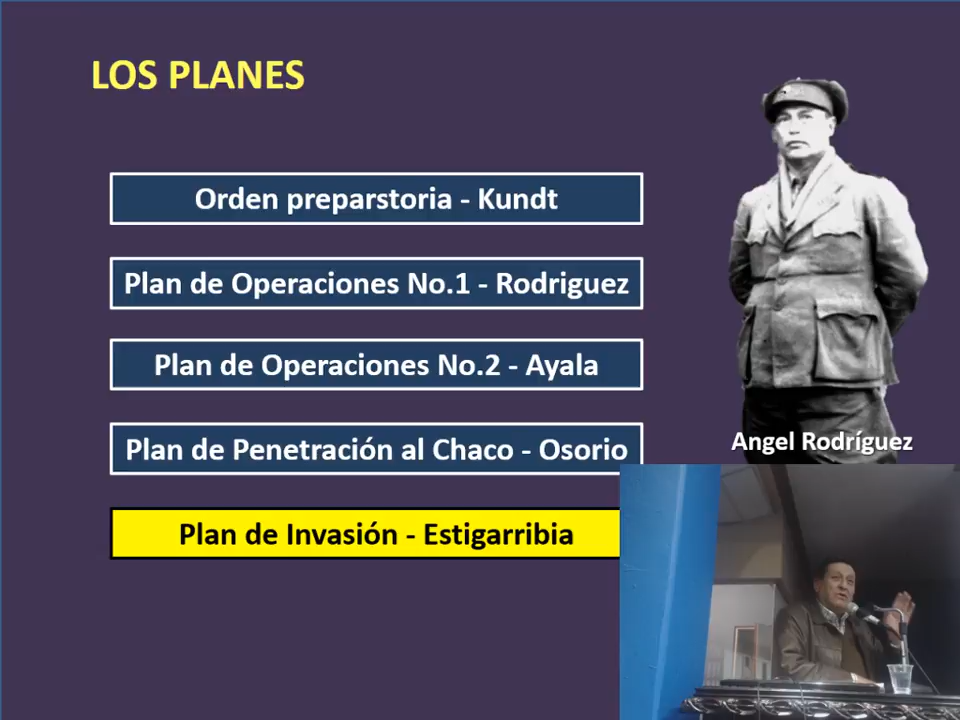 LOS PLANES
Orden preparstoria - Kundt
Plan de Operaciones No.1 - Rodriguez
Plan de Operaciones No.2 - Ayala
Plan de Penetración al Chaco - Osorio
Angel Rodríguez
Plan de Invasión - Estigarribia